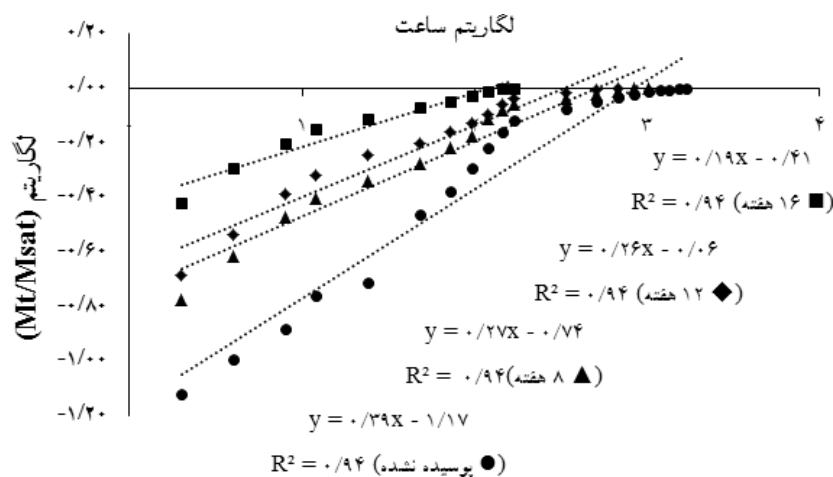 لگاریتم ساعت
لگاریتم (Mt/Msat)
۰/۲۰
۰/۰۰
-۰/۲۰
-۰/۴۰
-۰/۶۰
-۰/۸۰
-۱/۰۰
-۱/۲۰
۱ ۳ ۴
y = ۰/۱۹x - ۰/۴۱
R² = ۰/۹۴ (■ ۱۶ هفته)
y = ۰/۲۶x - ۰/۰۶
R² = ۰/۹۴ (◆ ۱۲ هفته)
y = ۰/۲۷x - ۰/۷۴
R² = ۰/۹۴ (▲ ۸ هفته)
y = ۰/۳۹x - ۱/۱۷
R² = ۰/۹۴ (● پوسیده نشده)